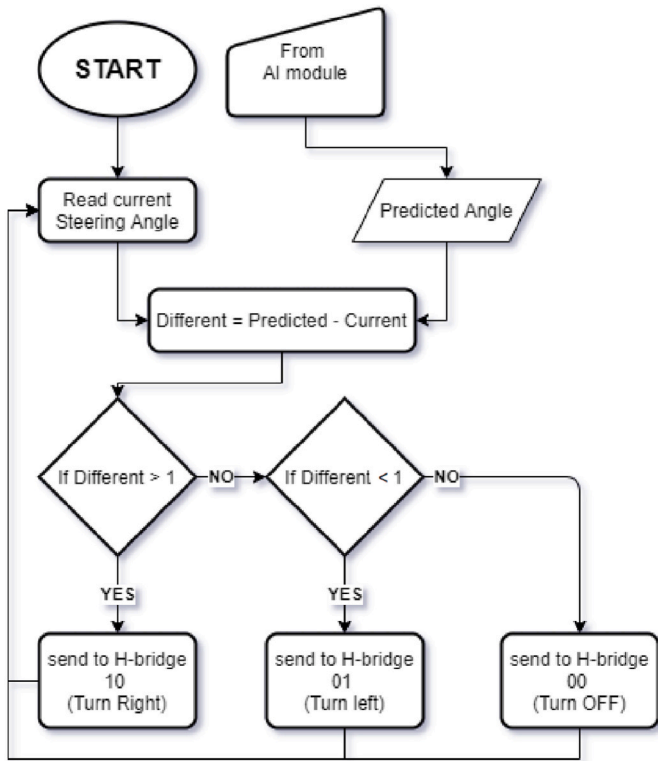 START
From
AI module
Read current
Steering Angle
Predicted Angle
Different = Predicted - Current
If Different > 1
NO
If Different < 1
NO
YES
YES
send to H-bridge
10
(Turn Right)
send to H-bridge
01
(Turn left)
send to H-bridge
00
(Turn OFF)